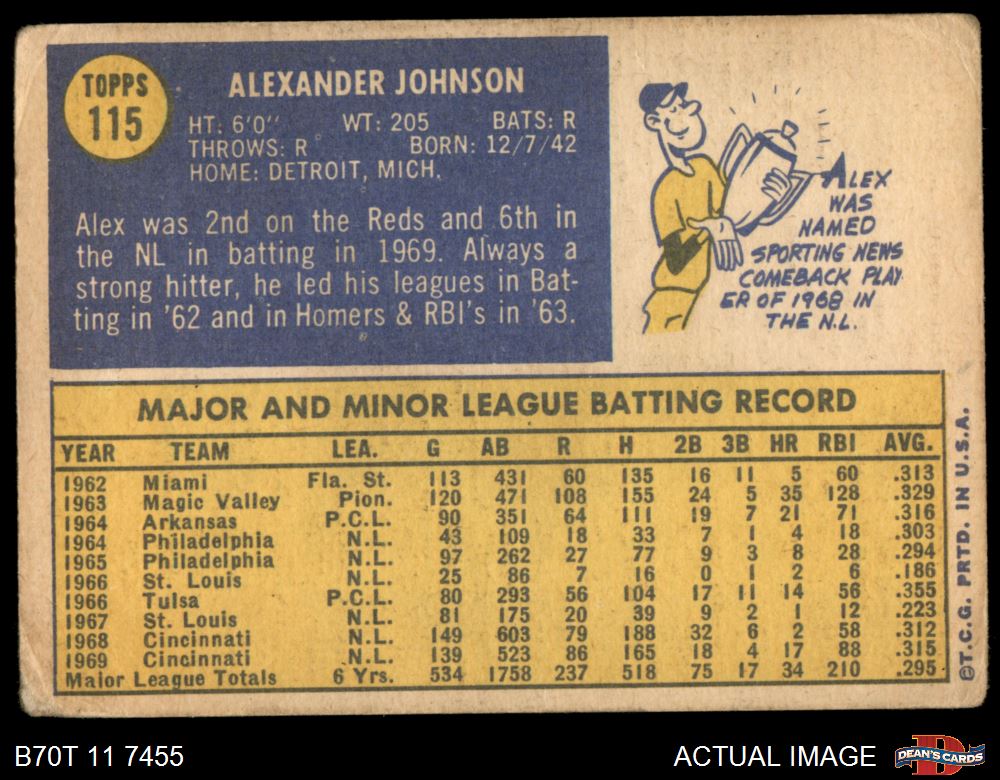 TOPPS
115
ALEXANDER JOHNSON
HT: 6'0" WT: 205 BATS: R
THROWS: R BORN: 12/7/42
HOME: DETROIT, MICH.
Alex was 2nd on the Reds and 6th in
the NL in batting in 1969. Always a
strong hitter, he led his leagues in Bat-
ting in '62 and in Homers & RBI's in '63.
ALEX
WAS
NAMED
SPORTING NEWS
COMEBACK PLAY
ER OF 1968 IN
THE N.L.
MAJOR AND MINOR LEAGUE BATTING RECORD
YEAR TEAM LEA. G AB R H 2B 3B HR RBI AVG.
1962 Miami Fla. St. 113 431 60 135 16 11 5 60 .313
1963 Magic Valley Pion. 120 471 108 155 24 5 35 128 .329
1964 Arkansas P.C.L. 90 351 64 111 19 7 21 71 .316
1964 Philadelphia N.L. 43 109 18 33 7 1 4 18 .303
1965 Philadelphia N.L. 97 262 27 77 9 3 8 28 .294
1966 St. Louis N.L. 25 86 7 16 0 1 2 6 .186
1966 Tulsa P.C.L. 80 293 56 104 17 11 14 56 .355
1967 St. Louis N.L. 81 175 20 39 9 2 1 12 .223
1968 Cincinnati N.L. 149 603 79 188 32 6 2 58 .312
1969 Cincinnati N.L. 139 523 86 165 18 4 17 88 .315
Major League Totals 6 Yrs. 534 1758 237 518 75 17 34 210 .295
©T.C.G. PRTD. IN U.S.A.
B70T 11 7455
ACTUAL IMAGE
D
DEAN'S CARDS